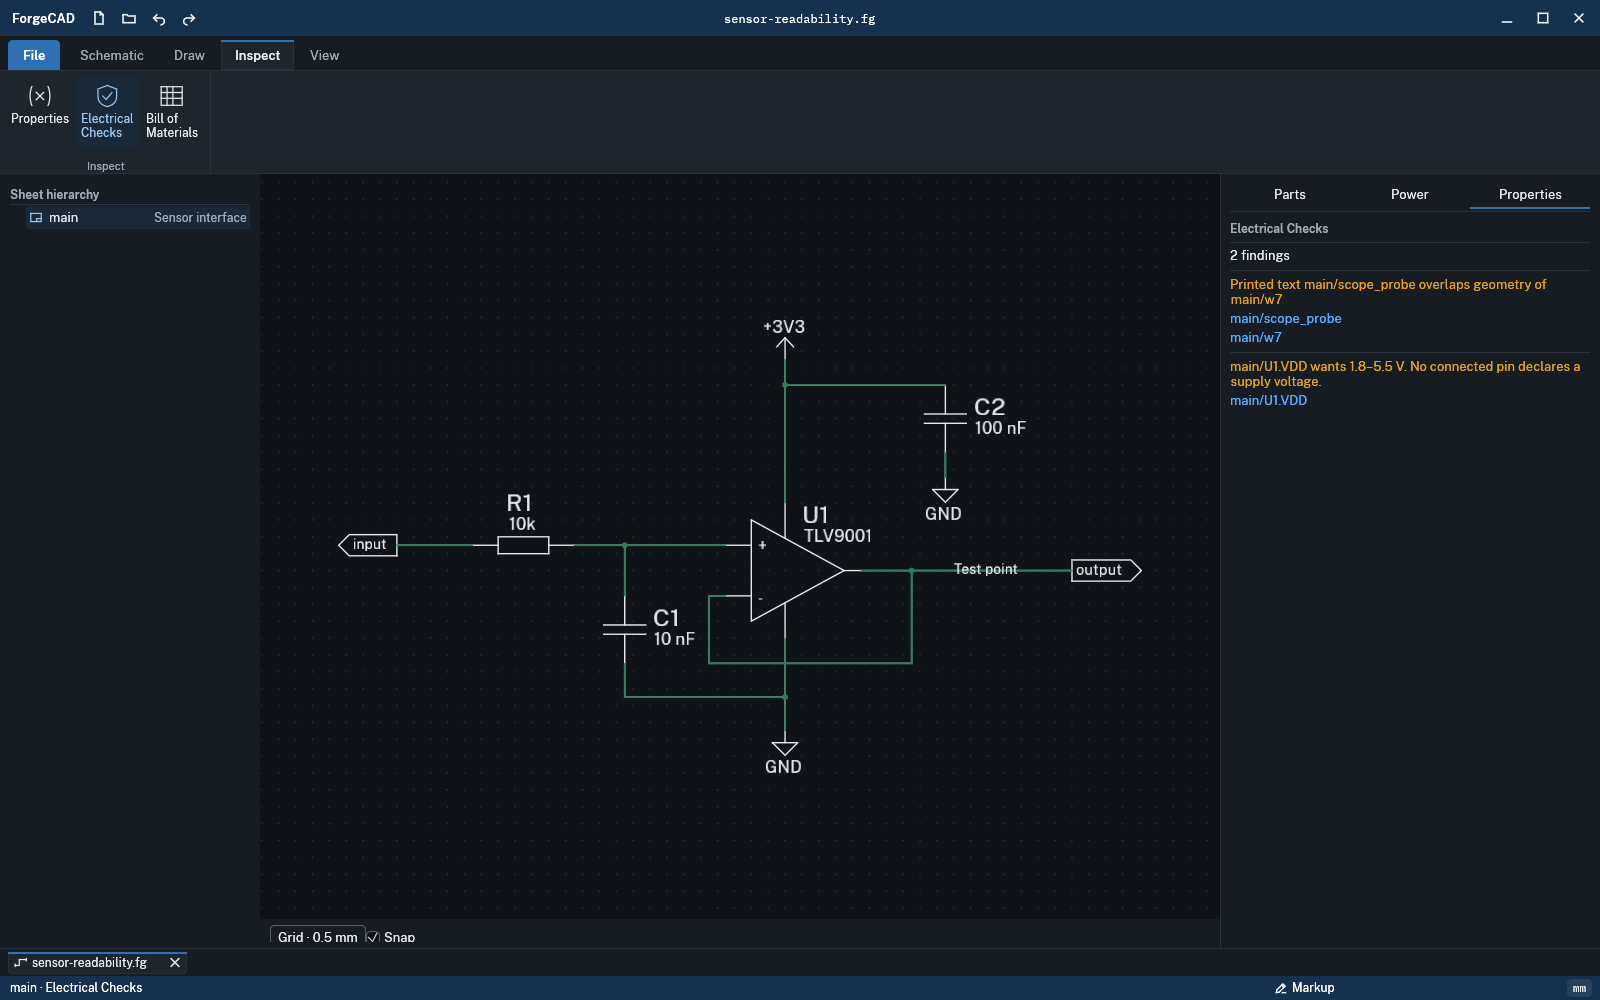 ForgeCAD
sensor-readability.fg
File
Schematic
Draw
Inspect
View
Properties
Electrical
Checks
Bill of
Materials
Inspect
Sheet hierarchy
main
Sensor interface
Parts
Power
Properties
Electrical Checks
2 findings
Printed text main/scope_probe overlaps geometry of
main/w7
main/scope_probe
main/w7
main/U1.VDD wants 1.8–5.5 V. No connected pin declares a
supply voltage.
main/U1.VDD
+3V3
C2
100 nF
GND
R1
10k
U1
TLV9001
input
+
Test point
output
-
C1
10 nF
GND
Grid · 0.5 mm
Snap
sensor-readability.fg
main · Electrical Checks
Markup
mm